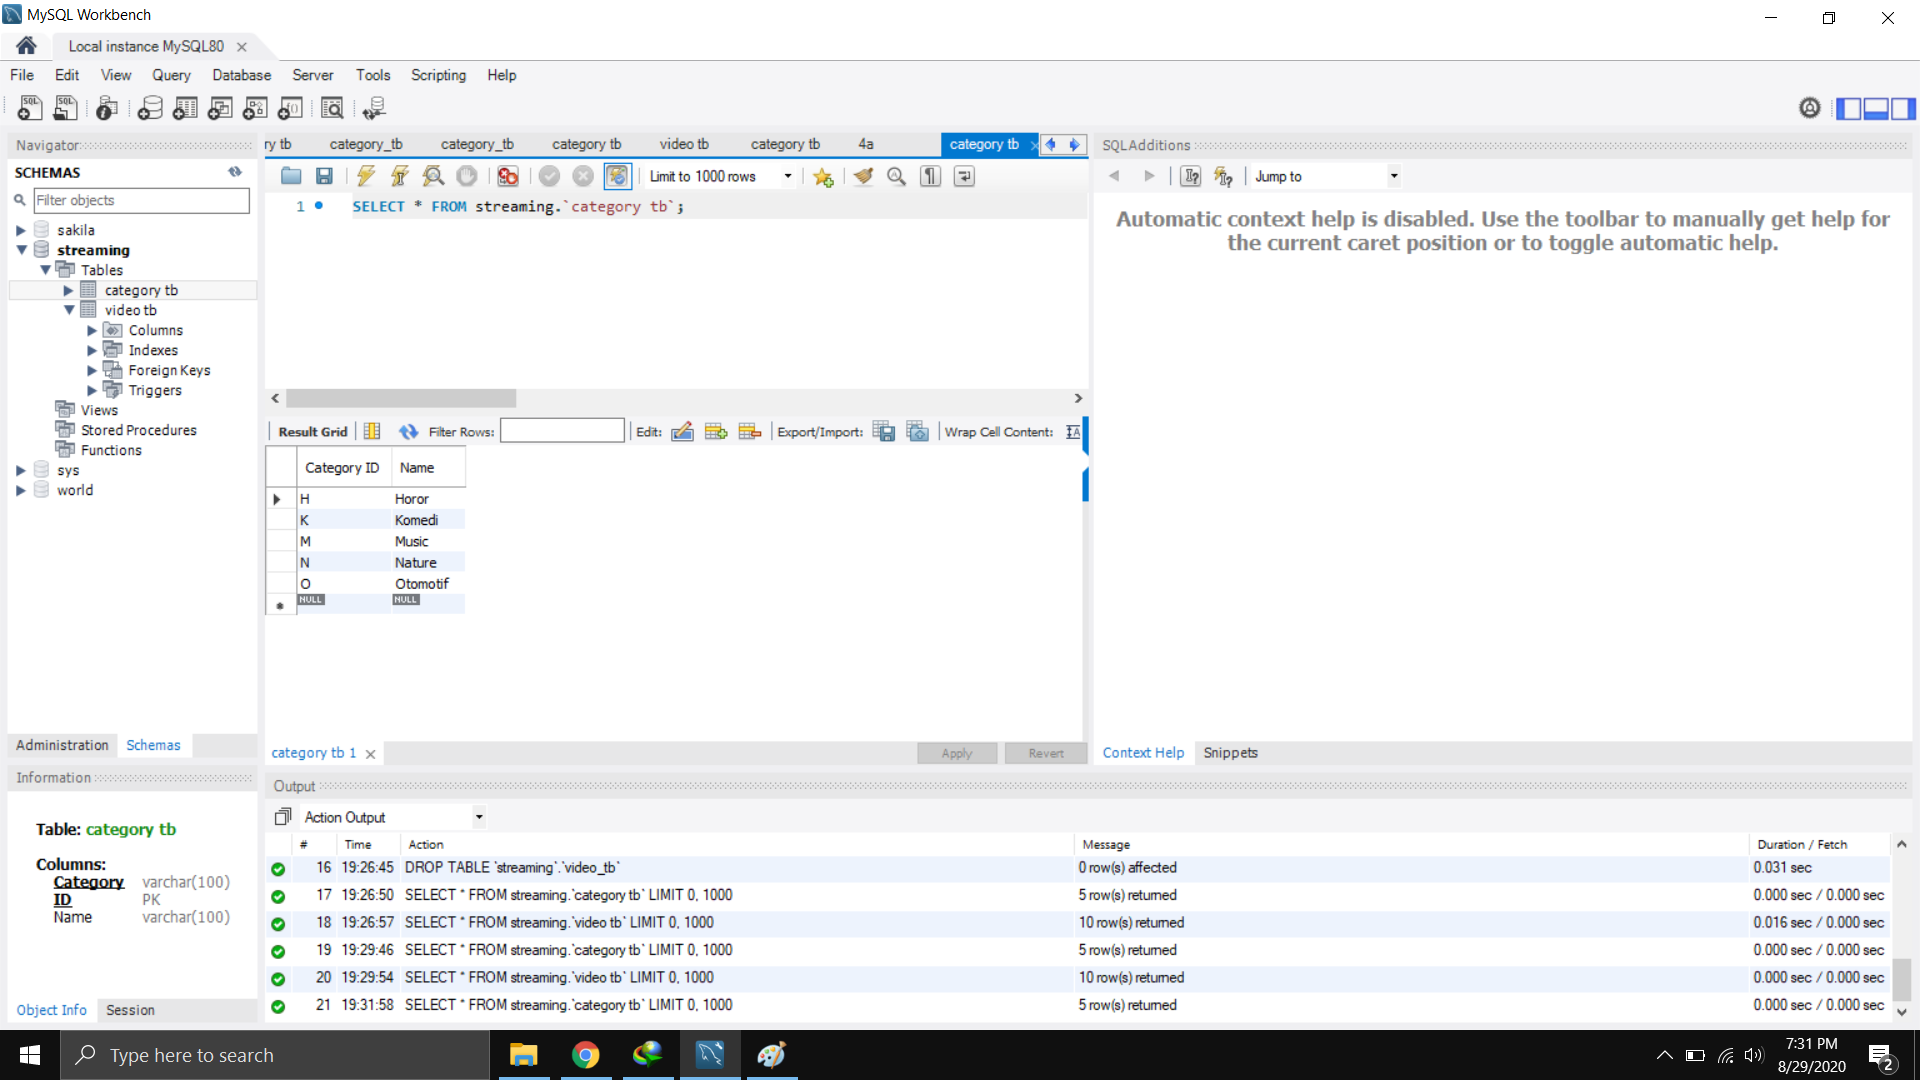 MySQL Workbench
Local instance MySQL80
File Edit View Query Database Server Tools Scripting Help
Navigator
SCHEMAS
Filter objects
sakila
streaming
Tables
category tb
video tb
Columns
Indexes
Foreign Keys
Triggers
Views
Stored Procedures
Functions
sys
world
Administration Schemas
Information
Table: category tb
Columns:
Category ID varchar(100) PK
Name varchar(100)
Object Info Session
ry tb category_tb category_tb category tb video tb category tb 4a category tb
Limit to 1000 rows
1 SELECT * FROM streaming.`category tb`;
Result Grid Filter Rows: Edit: Export/Import: Wrap Cell Content:
Category ID Name
H Horor
K Komedi
M Music
N Nature
O Otomotif
NULL NULL
category tb 1 Apply Revert
SQLAdditions
Jump to
Automatic context help is disabled. Use the toolbar to manually get help for
the current caret position or to toggle automatic help.
Context Help Snippets
Output
Action Output
# Time Action Message Duration / Fetch
16 19:26:45 DROP TABLE `streaming`.`video_tb` 0 row(s) affected 0.031 sec
17 19:26:50 SELECT * FROM streaming.`category tb` LIMIT 0, 1000 5 row(s) returned 0.000 sec / 0.000 sec
18 19:26:57 SELECT * FROM streaming.`video tb` LIMIT 0, 1000 10 row(s) returned 0.016 sec / 0.000 sec
19 19:29:46 SELECT * FROM streaming.`category tb` LIMIT 0, 1000 5 row(s) returned 0.000 sec / 0.000 sec
20 19:29:54 SELECT * FROM streaming.`video tb` LIMIT 0, 1000 10 row(s) returned 0.000 sec / 0.000 sec
21 19:31:58 SELECT * FROM streaming.`category tb` LIMIT 0, 1000 5 row(s) returned 0.000 sec / 0.000 sec
Type here to search
7:31 PM
8/29/2020
2